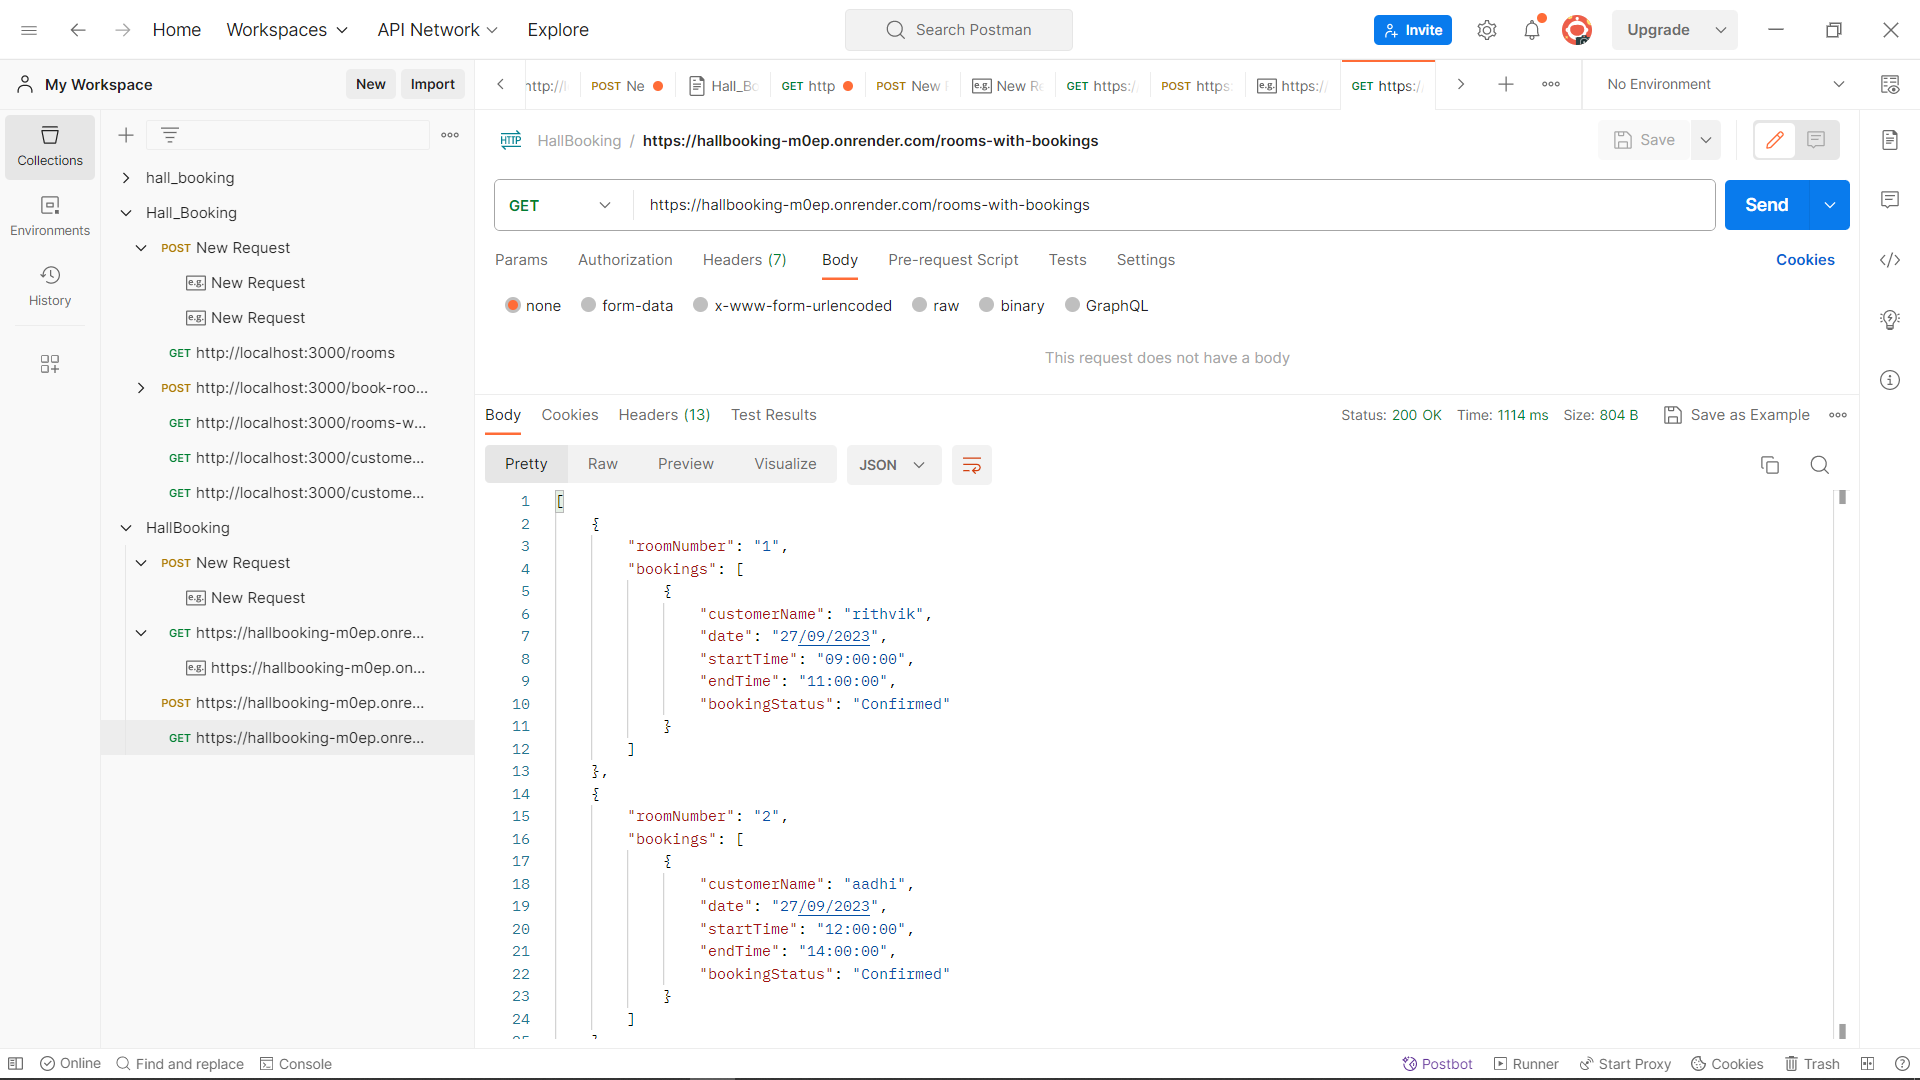 Home Workspaces API Network Explore Search Postman Invite Upgrade
My Workspace New Import
http:/ POST Ne Hall_Bo GET http POST New e.g. New Re GET https:/ POST https: e.g. https:/ GET https:/ No Environment
Collections
Environments
History
hall_booking
Hall_Booking
POST New Request
e.g. New Request
e.g. New Request
GET http://localhost:3000/rooms
POST http://localhost:3000/book-roo...
GET http://localhost:3000/rooms-w...
GET http://localhost:3000/custome...
GET http://localhost:3000/custome...
HallBooking
POST New Request
e.g. New Request
GET https://hallbooking-m0ep.onre...
e.g. https://hallbooking-m0ep.on...
POST https://hallbooking-m0ep.onre...
GET https://hallbooking-m0ep.onre...
HTTP HallBooking / https://hallbooking-m0ep.onrender.com/rooms-with-bookings Save
GET https://hallbooking-m0ep.onrender.com/rooms-with-bookings Send
Params Authorization Headers (7) Body Pre-request Script Tests Settings Cookies
none form-data x-www-form-urlencoded raw binary GraphQL
This request does not have a body
Body Cookies Headers (13) Test Results Status: 200 OK Time: 1114 ms Size: 804 B Save as Example
Pretty Raw Preview Visualize JSON
1 [
2 {
3 "roomNumber": "1",
4 "bookings": [
5 {
6 "customerName": "rithvik",
7 "date": "27/09/2023",
8 "startTime": "09:00:00",
9 "endTime": "11:00:00",
10 "bookingStatus": "Confirmed"
11 }
12 ]
13 },
14 {
15 "roomNumber": "2",
16 "bookings": [
17 {
18 "customerName": "aadhi",
19 "date": "27/09/2023",
20 "startTime": "12:00:00",
21 "endTime": "14:00:00",
22 "bookingStatus": "Confirmed"
23 }
24 ]
Online Find and replace Console Postbot Runner Start Proxy Cookies Trash